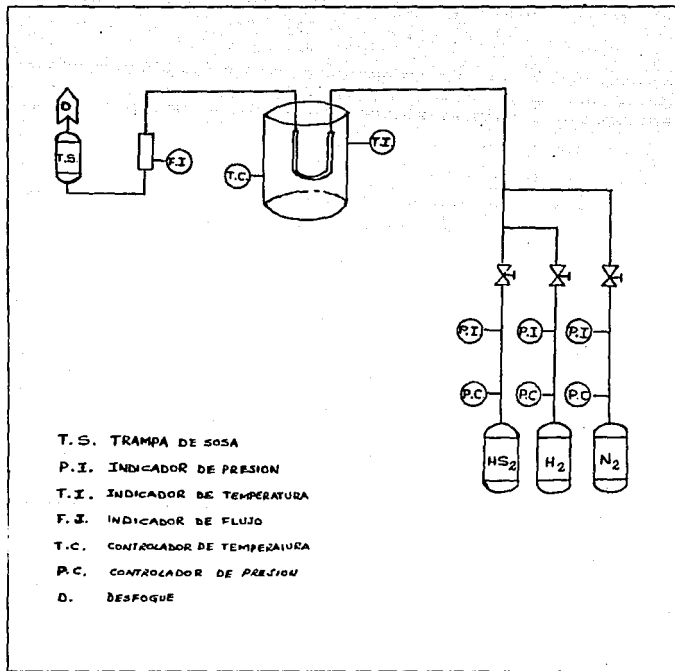 D
T.S.
F.I
T.C
T.I
P.I. P.I P.I
P.C P.C P.C
HS2 H2 N2
T.S. TRAMPA DE SOSA
P.I. INDICADOR DE PRESION
T.I. INDICADOR DE TEMPERATURA
F.I. INDICADOR DE FLUJO
T.C. CONTROLADOR DE TEMPERATURA
P.C. CONTROLADOR DE PRESION
D. DESFOGUE